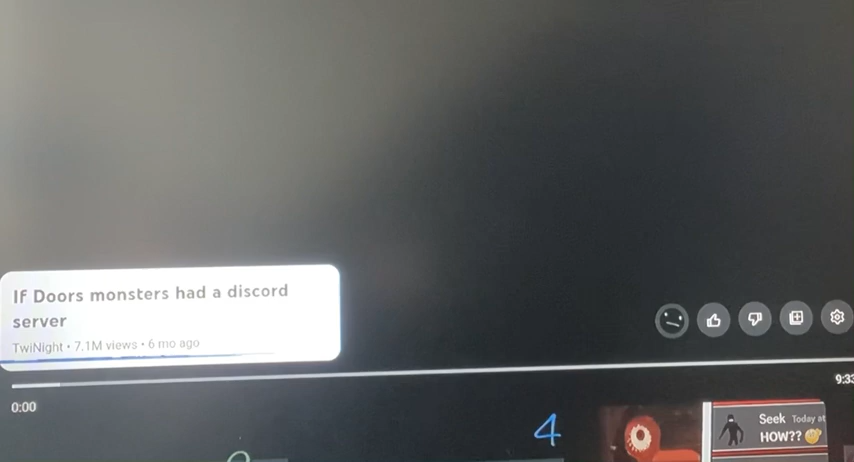 If Doors monsters had a discord
server
TwiNight • 7.1M views • 6 mo ago
0:00
9:33
4
Seek Today at
HOW??